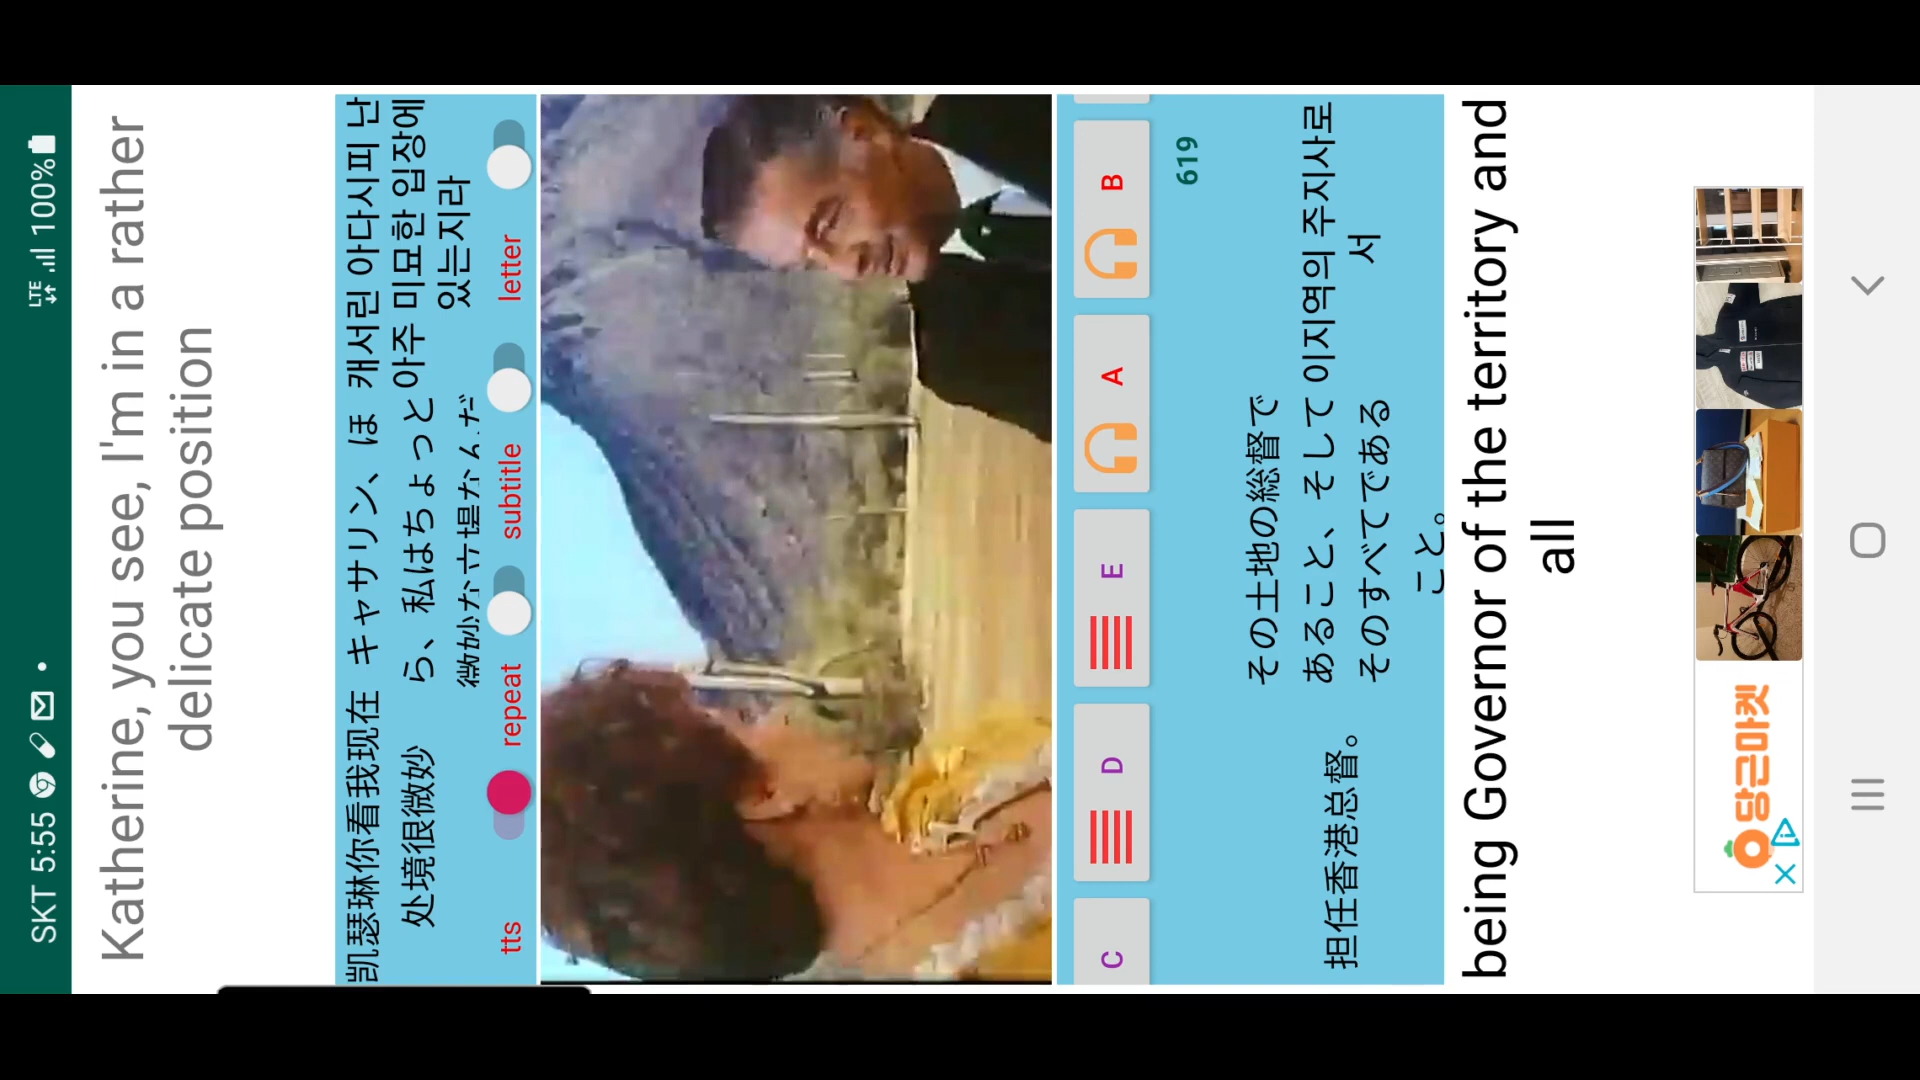 SKT 5:55
LTE
100%
Katherine, you see, I'm in a rather
delicate position
凯瑟琳你看我现在
处境很微妙
キャサリン、ほ
ら、私はちょっと
微妙な立場なんだ
캐서린 아다시피 난
아주 미묘한 입장에
있는지라
tts
repeat
subtitle
letter
C
D
E
A
B
619
担任香港总督。
その土地の総督で
あること、そして
そのすべてである
こと。
이지역의 주지사로
서
being Governor of the territory and
all
당근마켓